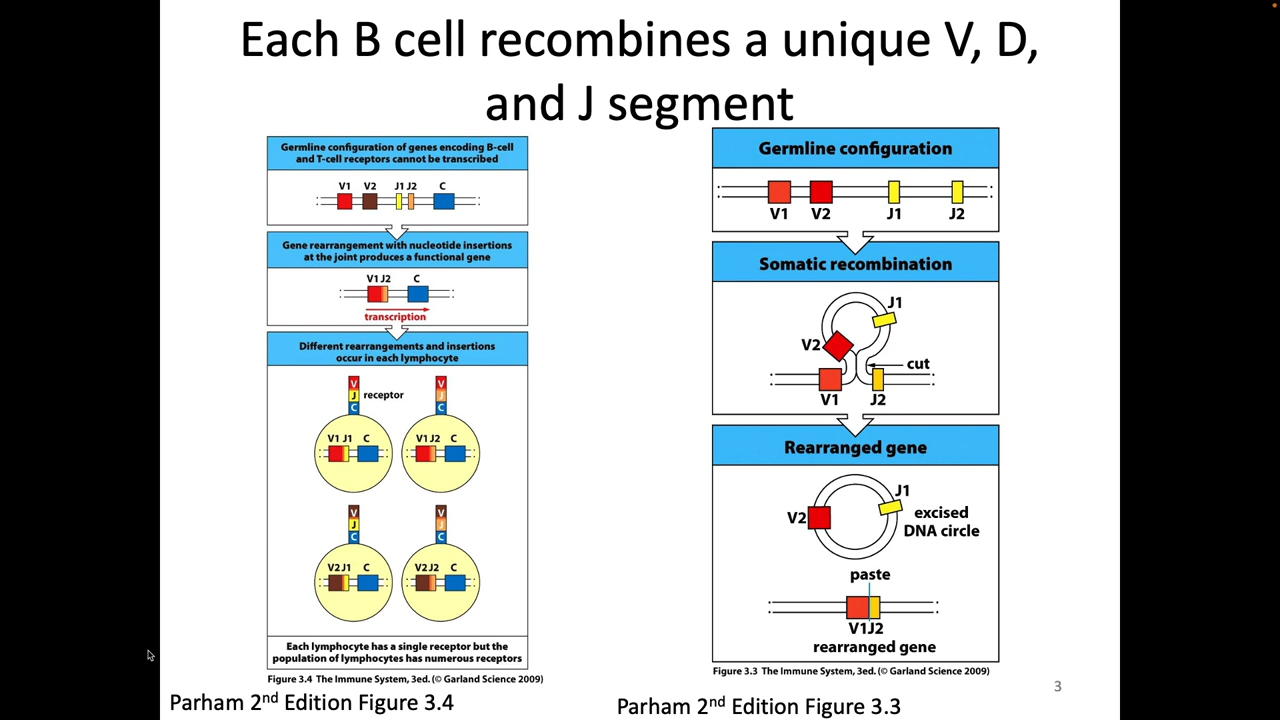 Each B cell recombines a unique V, D,
and J segment
Germline configuration of genes encoding B-cell
and T-cell receptors cannot be transcribed
V1 V2 J1 J2 C
Gene rearrangement with nucleotide insertions
at the joint produces a functional gene
V1 J2 C
transcription
Different rearrangements and insertions
occur in each lymphocyte
V V
J receptor J
C C
V1 J1 C V1 J2 C
V V
J J
C C
V2 J1 C V2 J2 C
Each lymphocyte has a single receptor but the
population of lymphocytes has numerous receptors
Figure 3.4 The Immune System, 3ed. (© Garland Science 2009)
Parham 2nd Edition Figure 3.4
Germline configuration
V1 V2 J1 J2
Somatic recombination
J1
V2
cut
V1 J2
Rearranged gene
J1
V2
excised
DNA circle
paste
V1J2
rearranged gene
Figure 3.3 The Immune System, 3ed. (© Garland Science 2009)
Parham 2nd Edition Figure 3.3
3